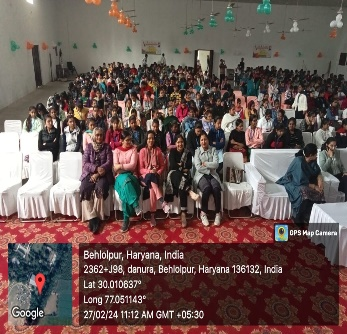 GPS Map Camera
Behlolpur, Haryana, India
2362+J98, danura, Behlolpur, Haryana 136132, India
Lat 30.010637°
Long 77.051143°
27/02/24 11:12 AM GMT +05:30
Google